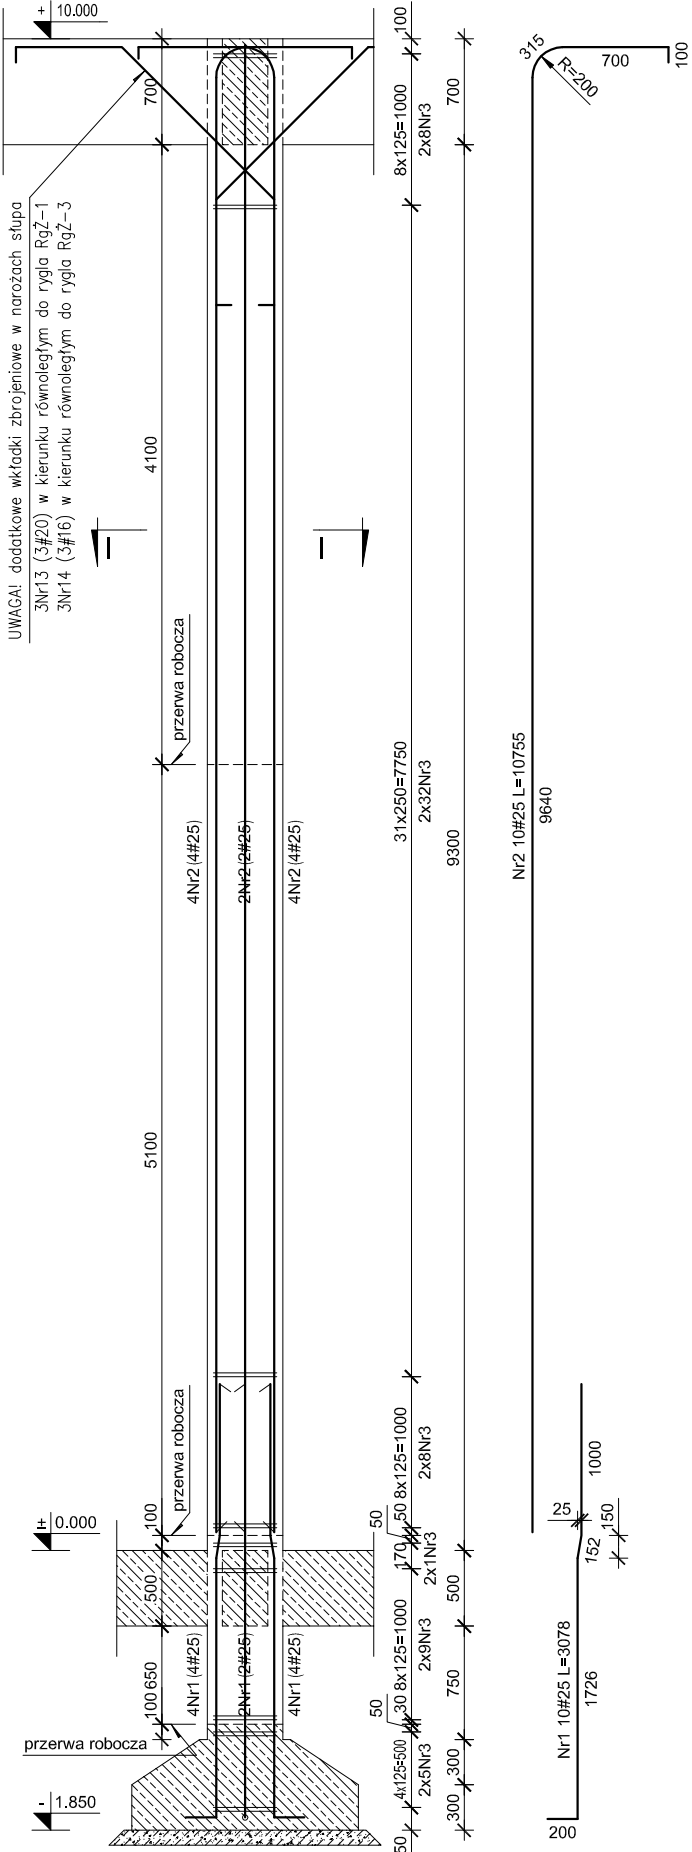 + 10.000
700
UWAGA! dodatkowe wkładki zbrojeniowe w narożach słupa
3Nr13 (3#20) w kierunku równoległym do rygla RgŻ-1
3Nr14 (3#16) w kierunku równoległym do rygla RgŻ-3
4100
I
I
przerwa robocza
4Nr2 (4#25)
2Nr2 (2#25)
4Nr2 (4#25)
5100
przerwa robocza
± 0.000
100
500
650
100
4Nr1 (4#25)
2Nr1 (2#25)
4Nr1 (4#25)
przerwa robocza
- 1.850
100
8x125=1000
2x8Nr3
700
31x250=7750
2x32Nr3
9300
8x125=1000
2x8Nr3
50
50
170
2x1Nr3
500
8x125=1000
2x9Nr3
30
50
750
4x125=500
2x5Nr3
300
300
50
315
R=200
700
100
Nr2 10#25 L=10755
9640
1000
25
150
152
Nr1 10#25 L=3078
1726
200